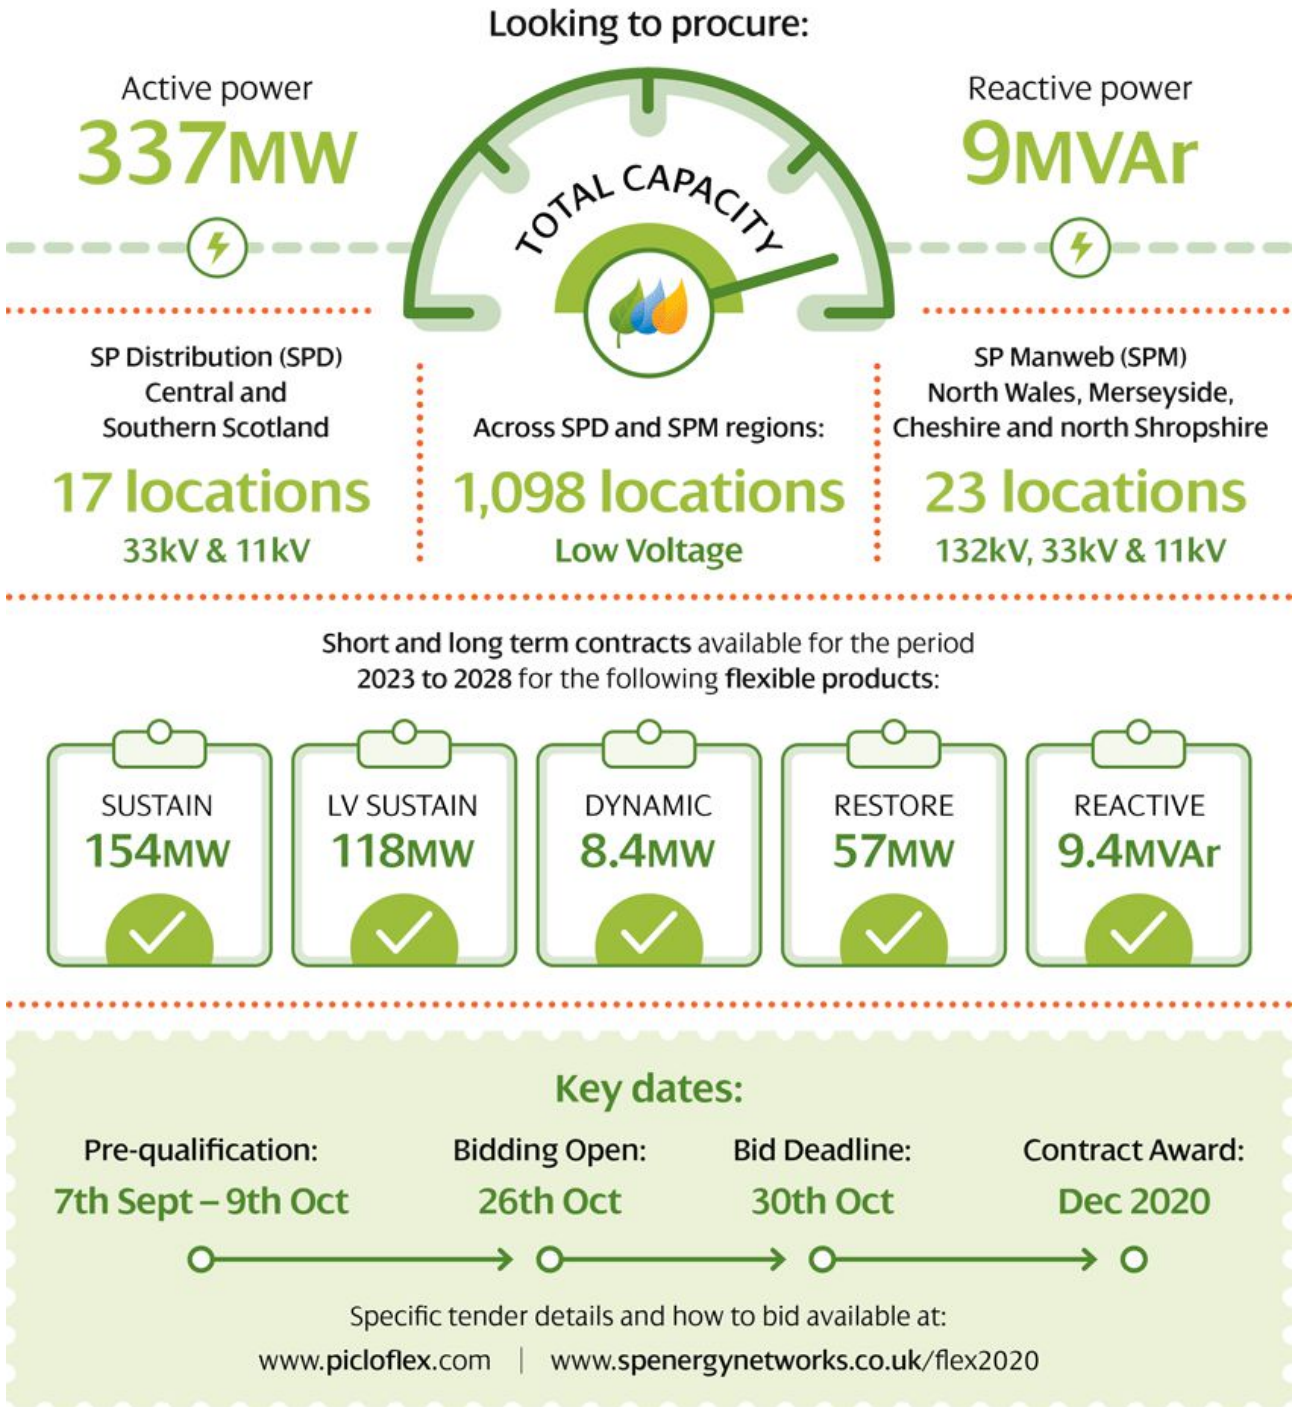 Looking to procure:
Active power
337MW
Reactive power
9MVAr
TOTAL CAPACITY
SP Distribution (SPD)
Central and
Southern Scotland
17 locations
33kV & 11kV
Across SPD and SPM regions:
1,098 locations
Low Voltage
SP Manweb (SPM)
North Wales, Merseyside,
Cheshire and north Shropshire
23 locations
132kV, 33kV & 11kV
Short and long term contracts available for the period
2023 to 2028 for the following flexible products:
SUSTAIN
154MW
LV SUSTAIN
118MW
DYNAMIC
8.4MW
RESTORE
57MW
REACTIVE
9.4MVAr
Key dates:
Pre-qualification:
7th Sept – 9th Oct
Bidding Open:
26th Oct
Bid Deadline:
30th Oct
Contract Award:
Dec 2020
Specific tender details and how to bid available at:
www.picloflex.com | www.spenergynetworks.co.uk/flex2020